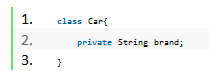 1. class Car{
2. private String brand;
3. }